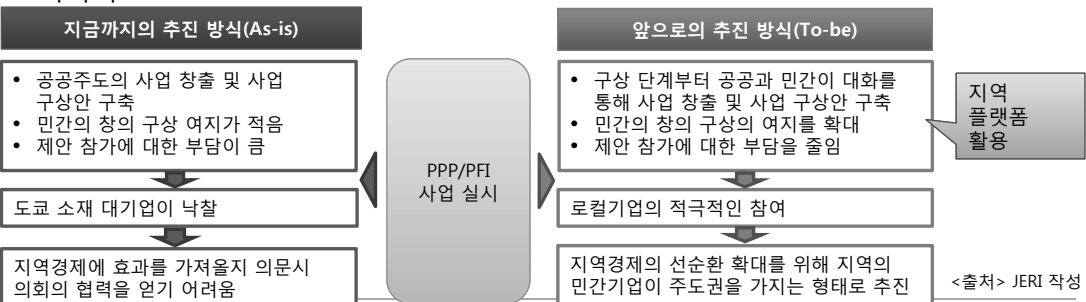 지금까지의 추진 방식(As-is)
• 공공주도의 사업 창출 및 사업
구상안 구축
• 민간의 창의 구상 여지가 적음
• 제안 참가에 대한 부담이 큼
도쿄 소재 대기업이 낙찰
지역경제에 효과를 가져올지 의문시
의회의 협력을 얻기 어려움
PPP/PFI
사업 실시
앞으로의 추진 방식(To-be)
• 구상 단계부터 공공과 민간이 대화를
통해 사업 창출 및 사업 구상안 구축
• 민간의 창의 구상의 여지를 확대
• 제안 참가에 대한 부담을 줄임
로컬기업의 적극적인 참여
지역경제의 선순환 확대를 위해 지역의
민간기업이 주도권을 가지는 형태로 추진
지역
플랫폼
활용
<출처> JERI 작성